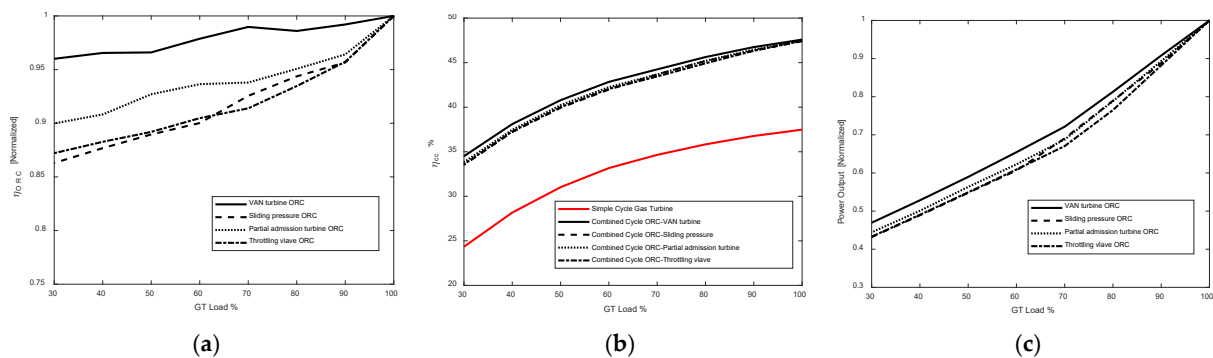 1
0.95
0.9
0.85
0.8
0.75
ηORC [Normalized]
VAN turbine ORC
Sliding pressure ORC
Partial admission turbine ORC
Throttling vlave ORC
30 40 50 60 70 80 90 100
GT Load %
(a)
50
45
40
35
30
25
20
ηcc %
Simple Cycle Gas Turbine
Combined Cycle ORC-VAN turbine
Combined Cycle ORC-Sliding pressure
Combined Cycle ORC-Partial admission turbine
Combined Cycle ORC-Throttling vlave
30 40 50 60 70 80 90 100
GT Load %
(b)
1
0.9
0.8
0.7
0.6
0.5
0.4
0.3
Power Output [Normalized]
VAN turbine ORC
Sliding pressure ORC
Partial admission turbine ORC
Throttling vlave ORC
30 40 50 60 70 80 90 100
GT Load %
(c)